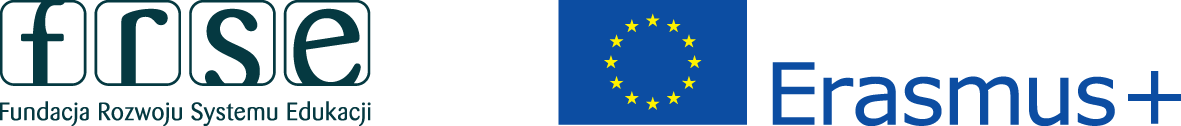 frse
Fundacja Rozwoju Systemu Edukacji
Erasmus+